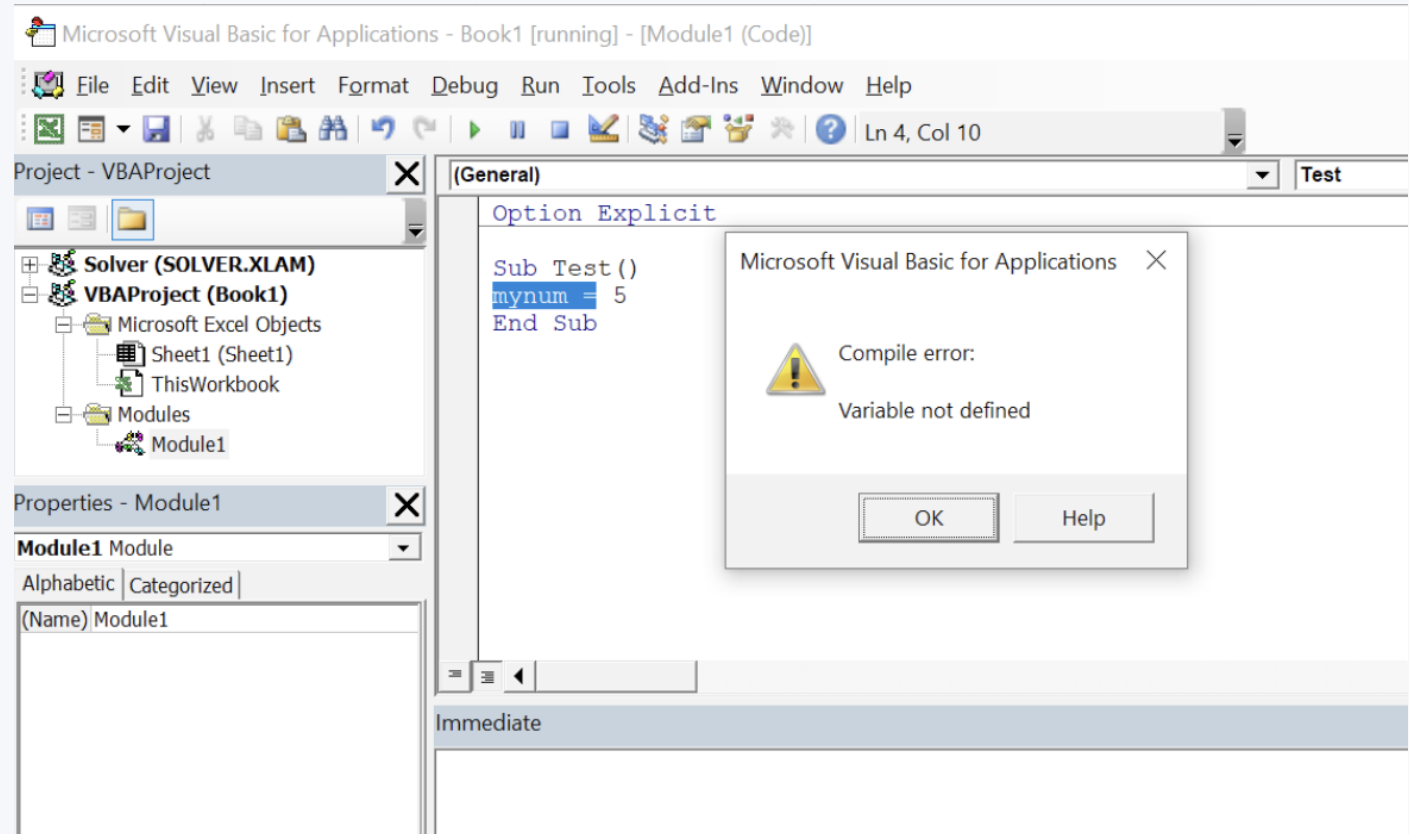 Microsoft Visual Basic for Applications - Book1 [running] - [Module1 (Code)]
File Edit View Insert Format Debug Run Tools Add-Ins Window Help
Ln 4, Col 10
Project - VBAProject
Solver (SOLVER.XLAM)
VBAProject (Book1)
Microsoft Excel Objects
Sheet1 (Sheet1)
ThisWorkbook
Modules
Module1
Properties - Module1
Module1 Module
Alphabetic Categorized
(Name) Module1
(General) Test
Option Explicit
Sub Test()
mynum = 5
End Sub
Microsoft Visual Basic for Applications
Compile error:
Variable not defined
OK Help
Immediate